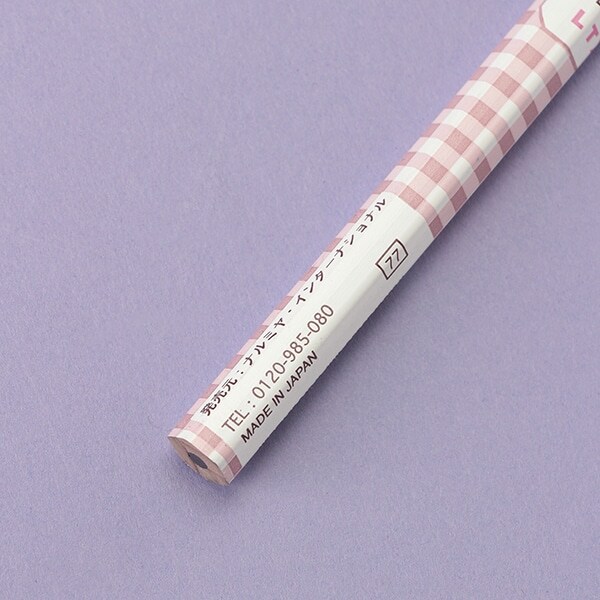 発売元：ナルミヤ・インターナショナル
TEL：0120-985-080
MADE IN JAPAN
77